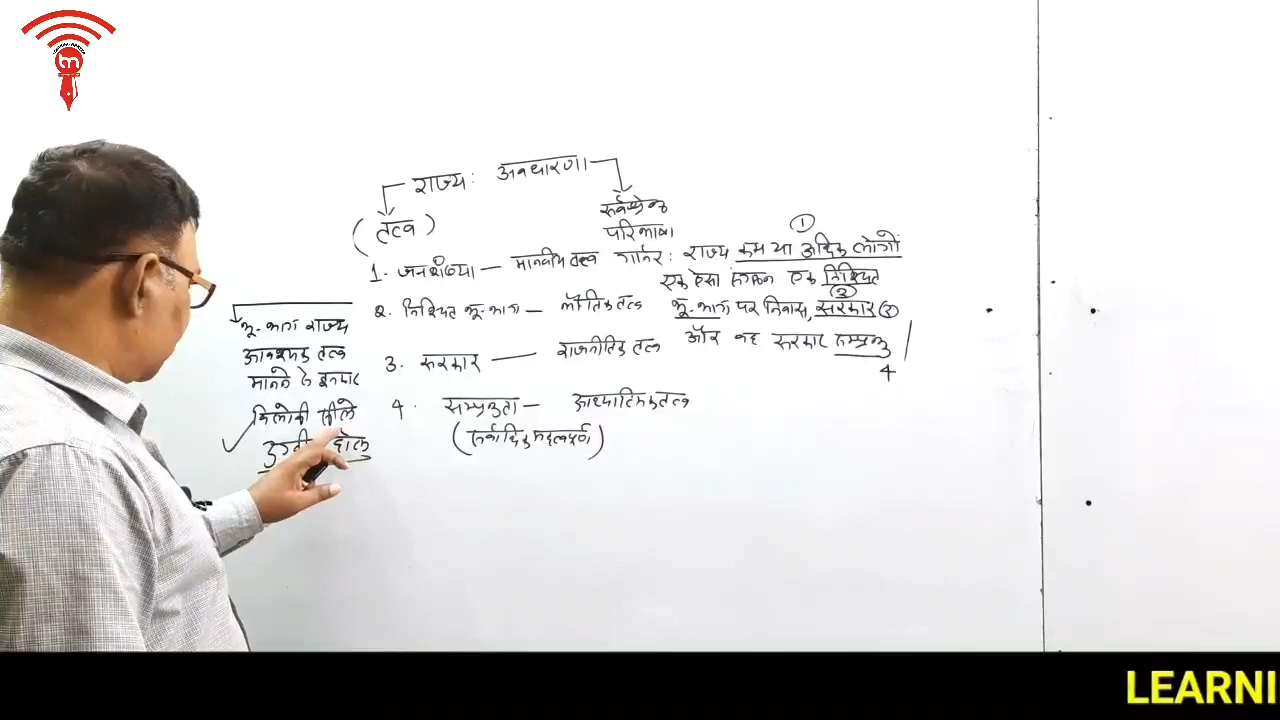 राज्य: अवधारणा
(तत्व)
सर्वश्रेष्ठ
परिभाषा
1. जनसंख्या — मानवीय तत्व
2. निश्चित भू-भाग — भौतिक तत्व
3. सरकार — राजनीतिक तत्व
4. सम्प्रभुता — आध्यात्मिक तत्व
(सर्वाधिक महत्वपूर्ण)
①
गार्नर: राज्य कम या अधिक लोगों
एक ऐसा संगठन एक निश्चित
②
भू-भाग पर निवास, सरकार ③
और वह सरकार सम्प्रभु
4
भू-भाग राज्य
आवश्यक तत्व
मानने से इनकार
सीले
LEARNI